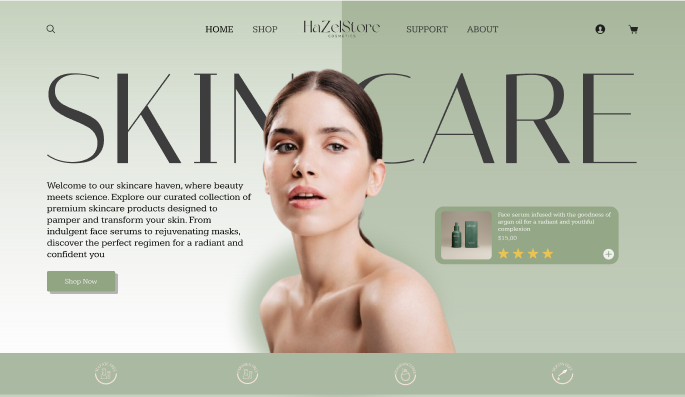 HOME
SHOP
HaZelStore
COSMETICS
SUPPORT
ABOUT
SKIN CARE
Welcome to our skincare haven, where beauty
meets science. Explore our curated collection of
premium skincare products designed to
pamper and transform your skin. From
indulgent face serums to rejuvenating masks,
discover the perfect regimen for a radiant and
confident you
Shop Now
Face serum infused with the goodness of
argan oil for a radiant and youthful
complexion